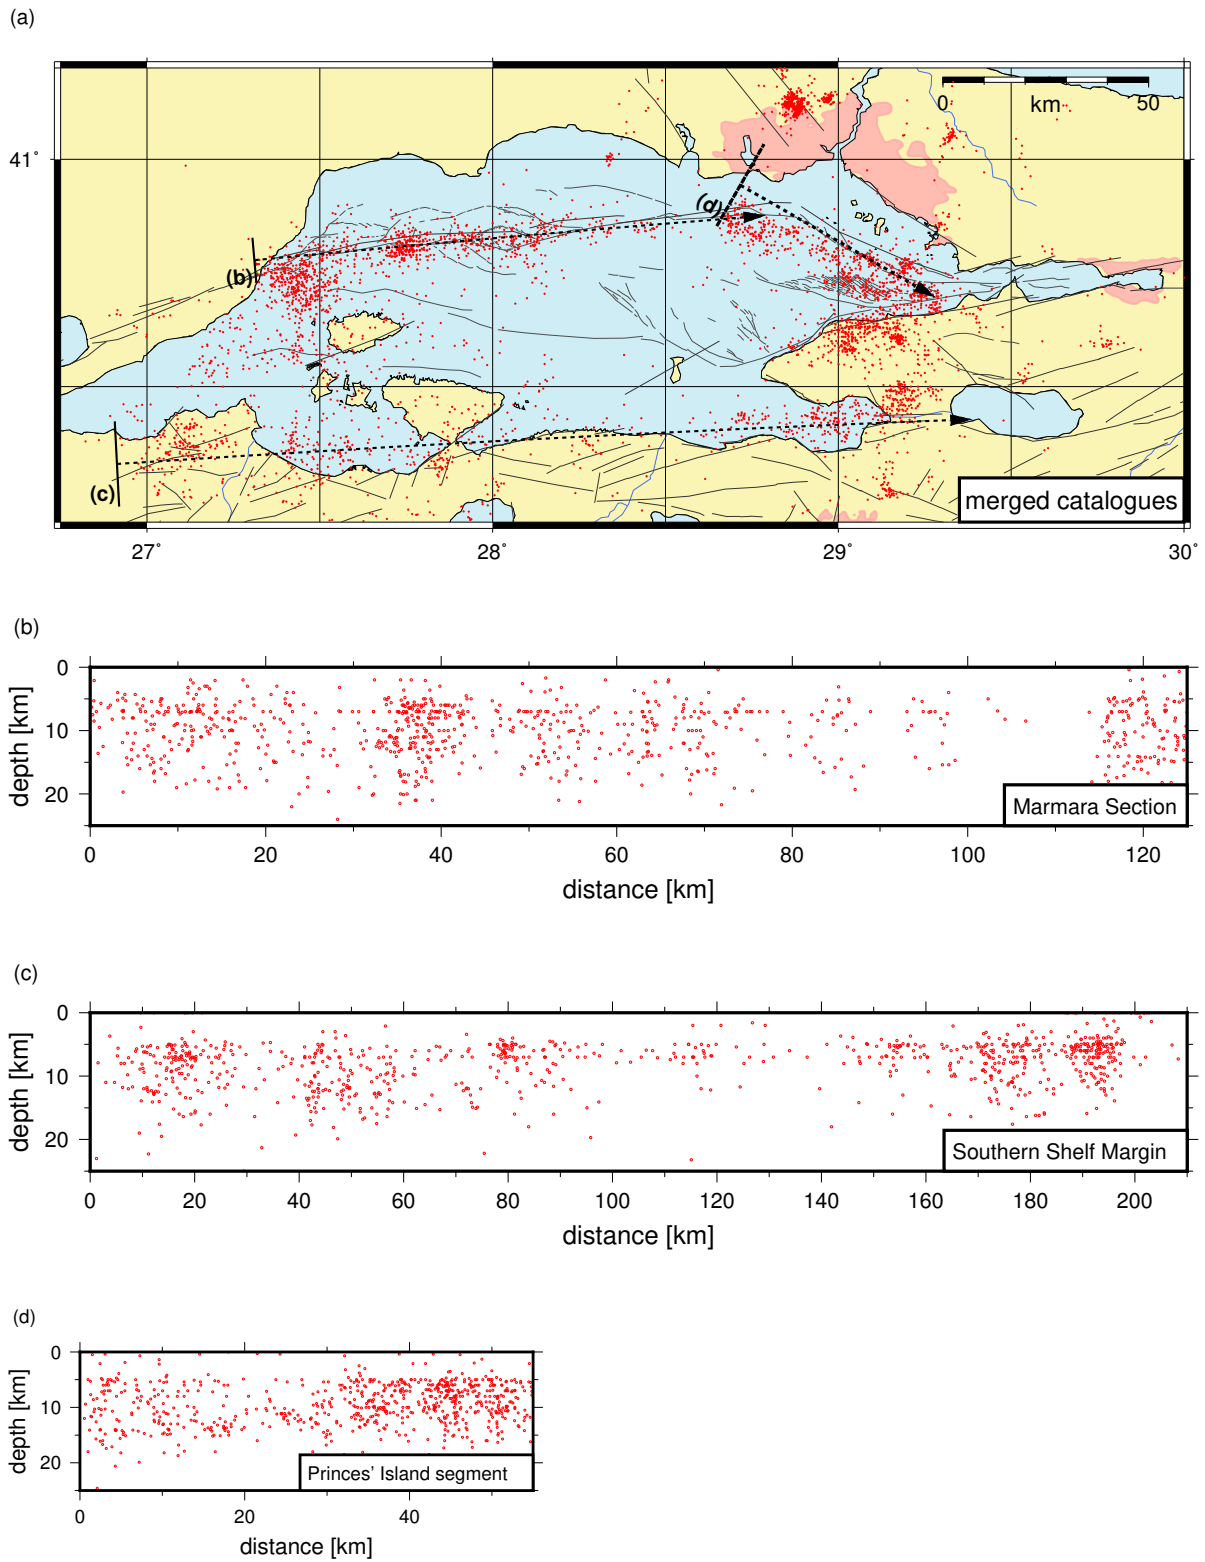 (a)
0 50
km
41°
(d)
(b)
(c)
merged catalogues
27° 28° 29° 30°
(b)
0
10
20
depth [km]
Marmara Section
0 20 40 60 80 100 120
distance [km]
(c)
0
10
20
depth [km]
Southern Shelf Margin
0 20 40 60 80 100 120 140 160 180 200
distance [km]
(d)
0
10
20
depth [km]
Princes' Island segment
0 20 40
distance [km]